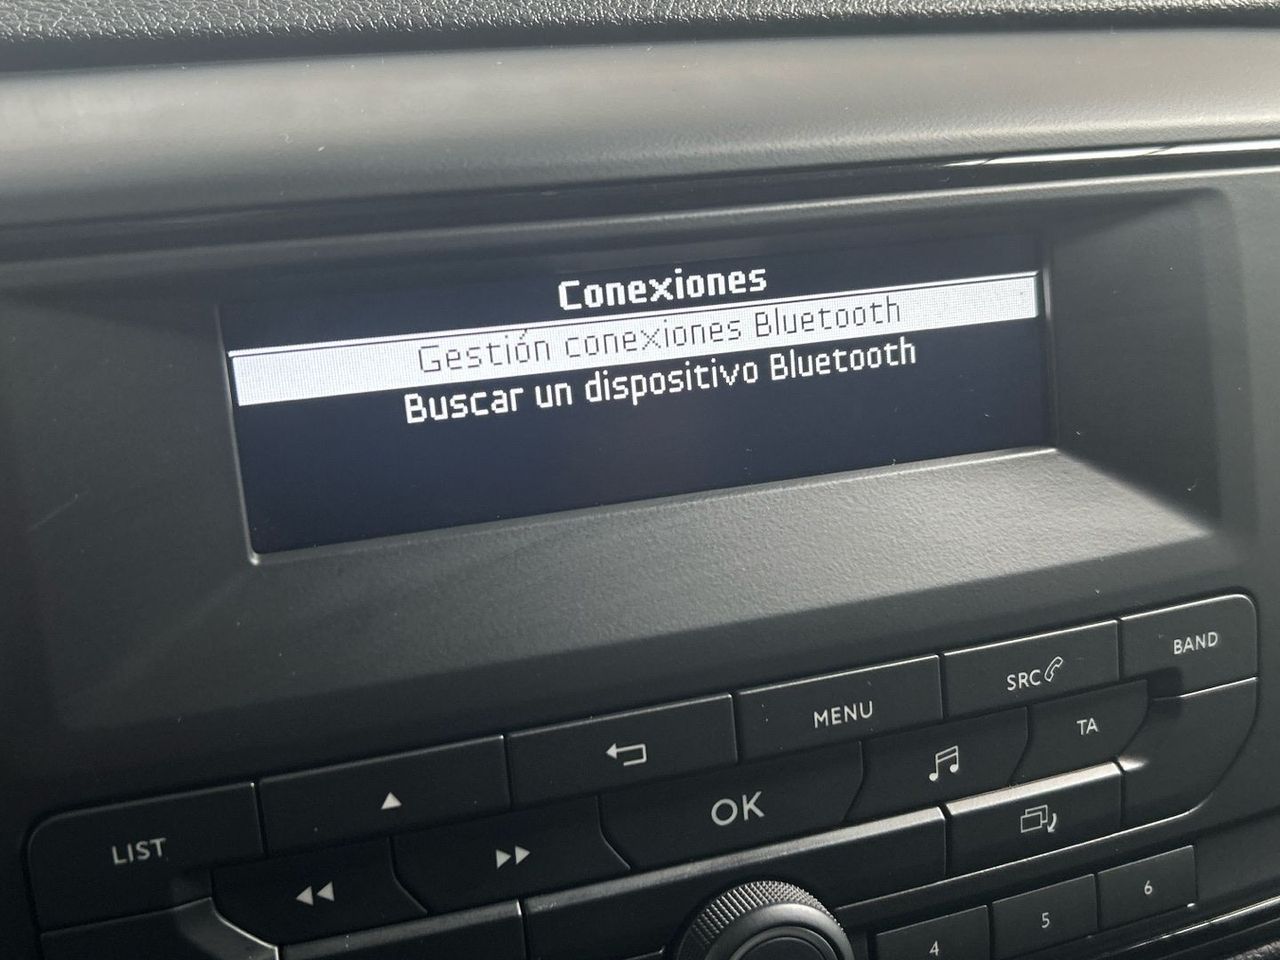 Conexiones
Gestión conexiones Bluetooth
Buscar un dispositivo Bluetooth
BAND
SRC
MENU
TA
LIST
OK
6
5
4